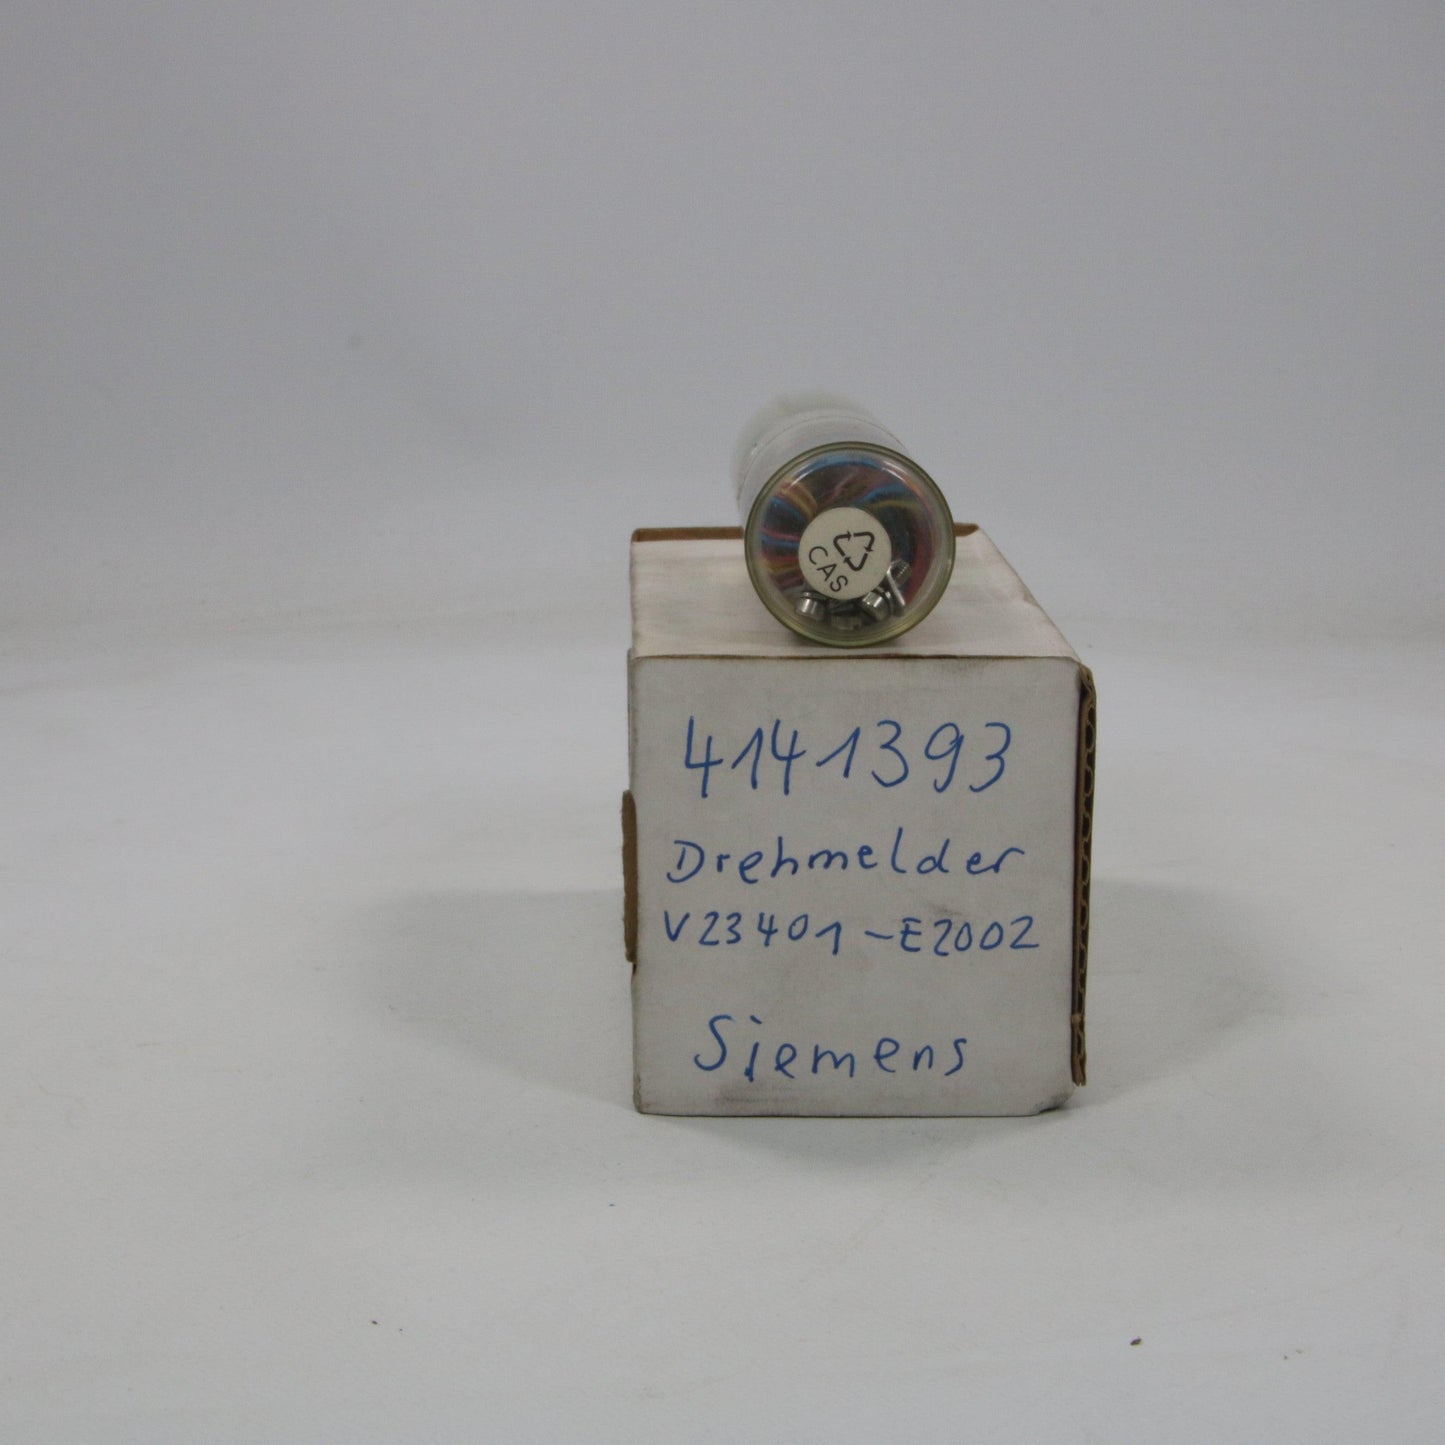 CAS
4141393
Drehmelder
V23401-E2002
Siemens